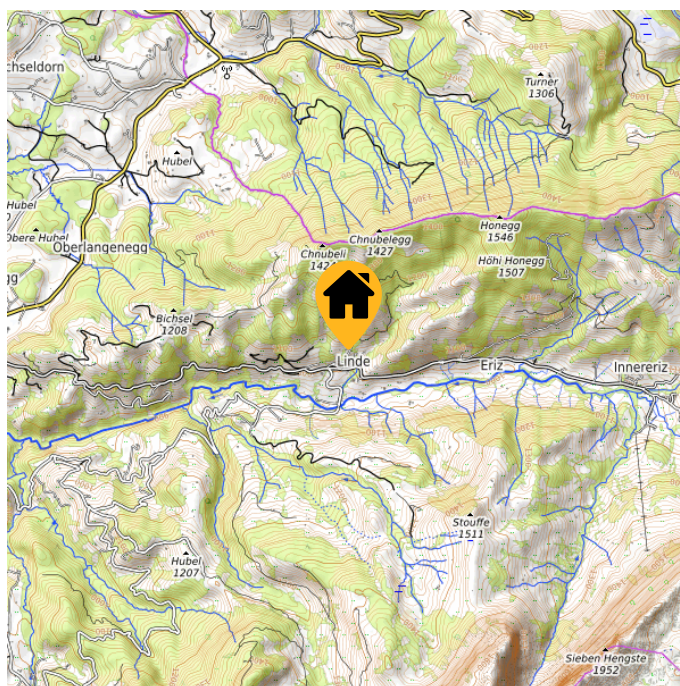 chseldorn
Turner
1306
Hubel
Hubel
Obere Hubel
Oberlangenegg
gg
Chnubelegg
1427
Honegg
1546
Chnubeli
Höhi Honegg
1507
Bichsel
1208
Linde
Eriz
Innereriz
Stouffe
1511
Hubel
1207
Sieben Hengste
1952